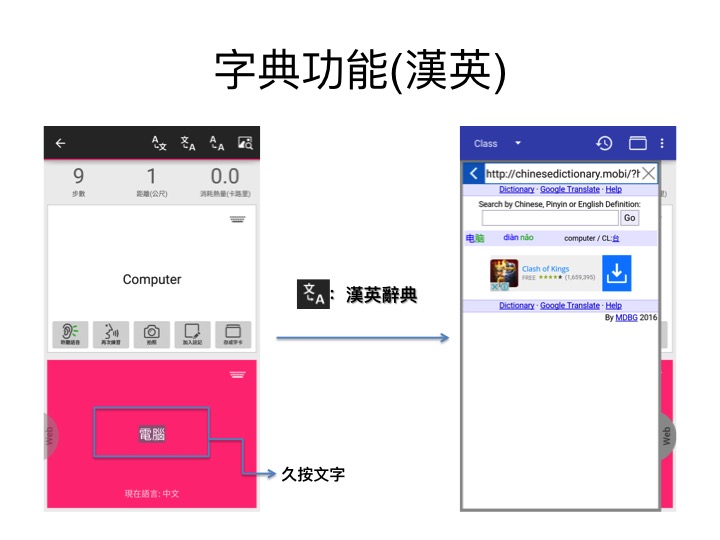 字典功能(漢英)
9 1 0.0
步數 距離(公尺) 消耗熱量(卡路里)
Computer
聆聽語音 再次練習 拍照 加入註記 存成字卡
電腦
Web
現在語言: 中文
久按文字
文A: 漢英辭典
Class
http://chinesedictionary.mobi/?h
Dictionary · Google Translate · Help
Search by Chinese, Pinyin or English Definition:
Go
电脑 diàn nǎo computer / CL:台
Clash of Kings
FREE ★★★★★ (1,659,395)
Dictionary · Google Translate · Help
By MDBG 2016
Web